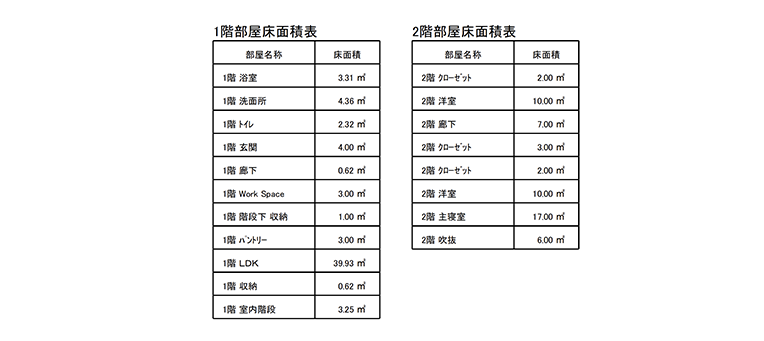 1階部屋床面積表
部屋名称 床面積
1階 浴室 3.31 ㎡
1階 洗面所 4.36 ㎡
1階 ﾄｲﾚ 2.32 ㎡
1階 玄関 4.00 ㎡
1階 廊下 0.62 ㎡
1階 Work Space 3.00 ㎡
1階 階段下 収納 1.00 ㎡
1階 ﾊﾟﾝﾄﾘｰ 3.00 ㎡
1階 ＬＤＫ 39.93 ㎡
1階 収納 0.62 ㎡
1階 室内階段 3.25 ㎡
2階部屋床面積表
部屋名称 床面積
2階 ｸﾛｰｾﾞｯﾄ 2.00 ㎡
2階 洋室 10.00 ㎡
2階 廊下 7.00 ㎡
2階 ｸﾛｰｾﾞｯﾄ 3.00 ㎡
2階 ｸﾛｰｾﾞｯﾄ 2.00 ㎡
2階 洋室 10.00 ㎡
2階 主寝室 17.00 ㎡
2階 吹抜 6.00 ㎡